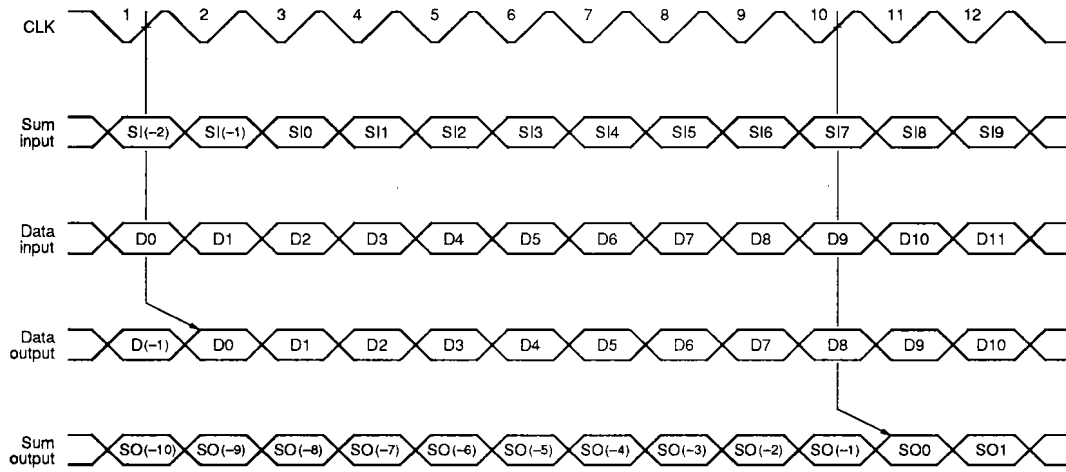 1 2 3 4 5 6 7 8 9 10 11 12
CLK
Sum
input
SI(−2) SI(−1) SI0 SI1 SI2 SI3 SI4 SI5 SI6 SI7 SI8 SI9
Data
input
D0 D1 D2 D3 D4 D5 D6 D7 D8 D9 D10 D11
Data
output
D(−1) D0 D1 D2 D3 D4 D5 D6 D7 D8 D9 D10
Sum
output
SO(−10) SO(−9) SO(−8) SO(−7) SO(−6) SO(−5) SO(−4) SO(−3) SO(−2) SO(−1) SO0 SO1